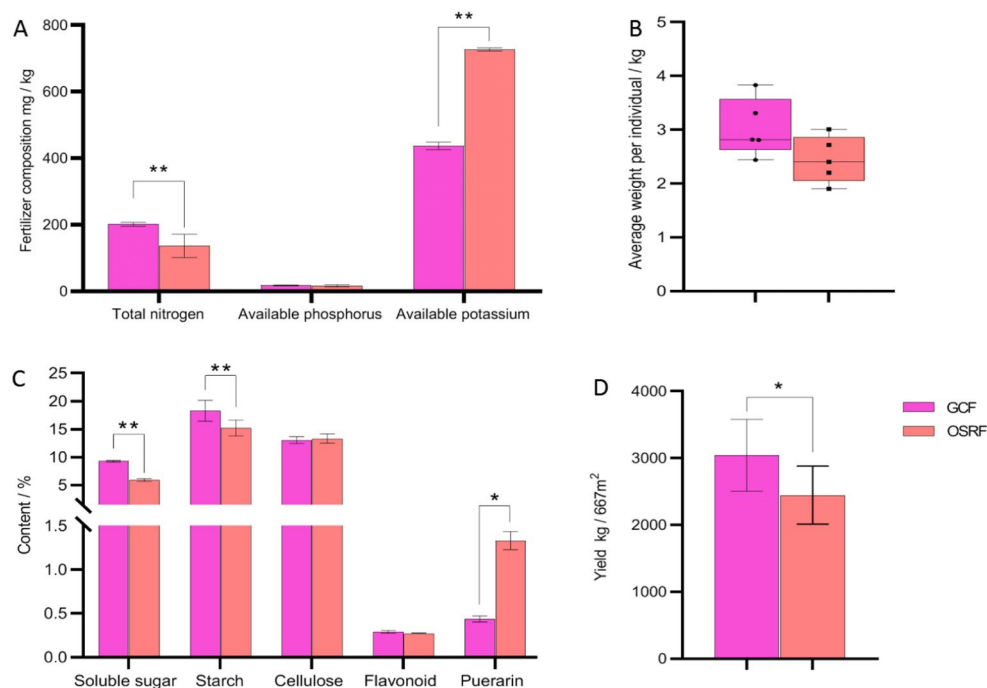 A
Fertilizer composition mg / kg
800
600
400
200
0
**
**
Total nitrogen
Available phosphorus
Available potassium
B
Average weight per individual / kg
5
4
3
2
1
0
C
Content / %
25
20
15
10
5
1.5
1.0
0.5
0.0
**
**
*
Soluble sugar
Starch
Cellulose
Flavonoid
Puerarin
D
Yield kg / 667m²
4000
3000
2000
1000
0
*
GCF
OSRF